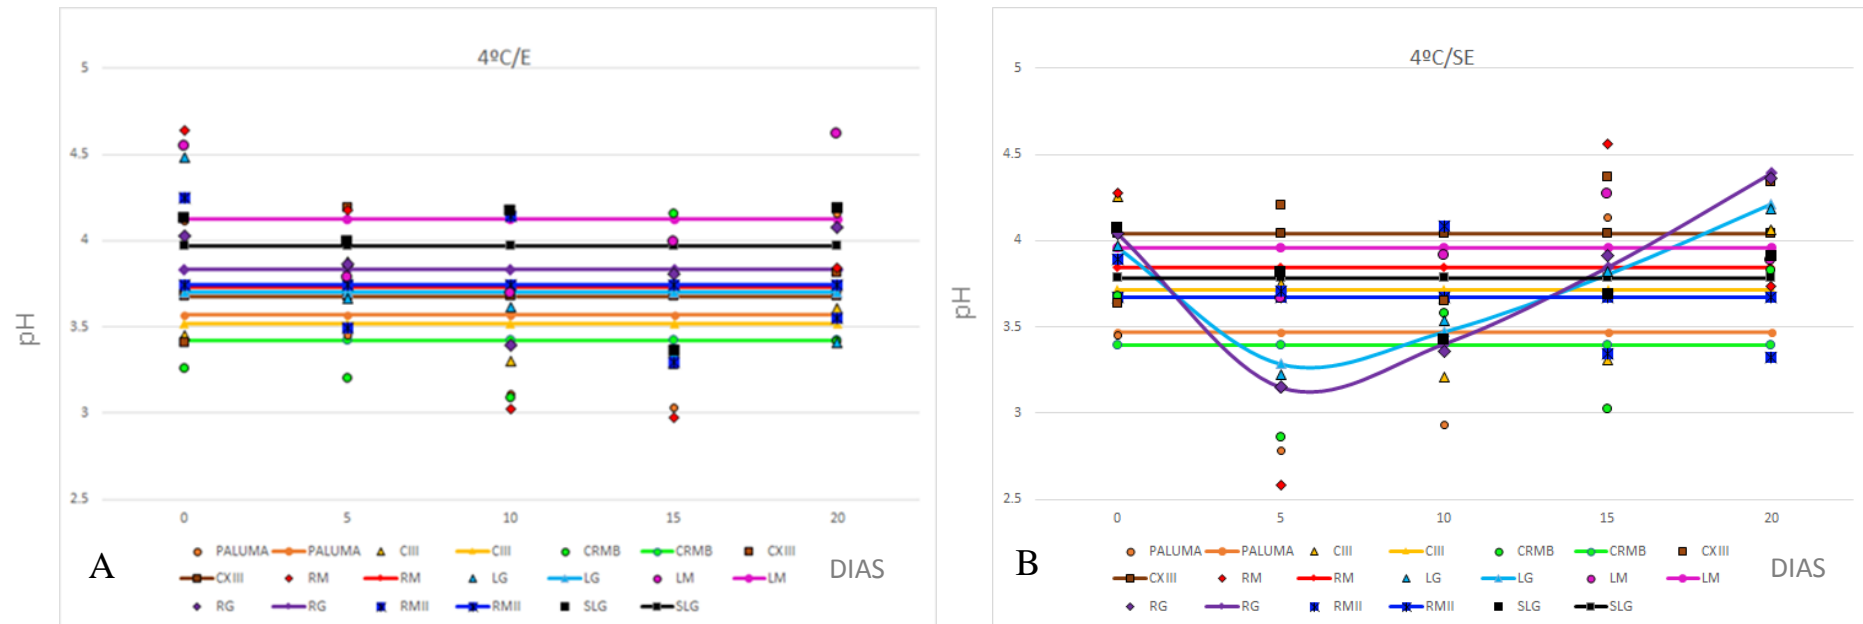 4ºC/E
5
4.5
4
3.5
3
2.5
pH
0 5 10 15 20
PALUMA PALUMA CIII CIII CRMB CRMB CXIII
CXIII RM RM LG LG LM LM
RG RG RMII RMII SLG SLG
A
DIAS
4ºC/SE
5
4.5
4
3.5
3
2.5
pH
0 5 10 15 20
PALUMA PALUMA CIII CIII CRMB CRMB CXIII
CXIII RM RM LG LG LM LM
RG RG RMII RMII SLG SLG
B
DIAS